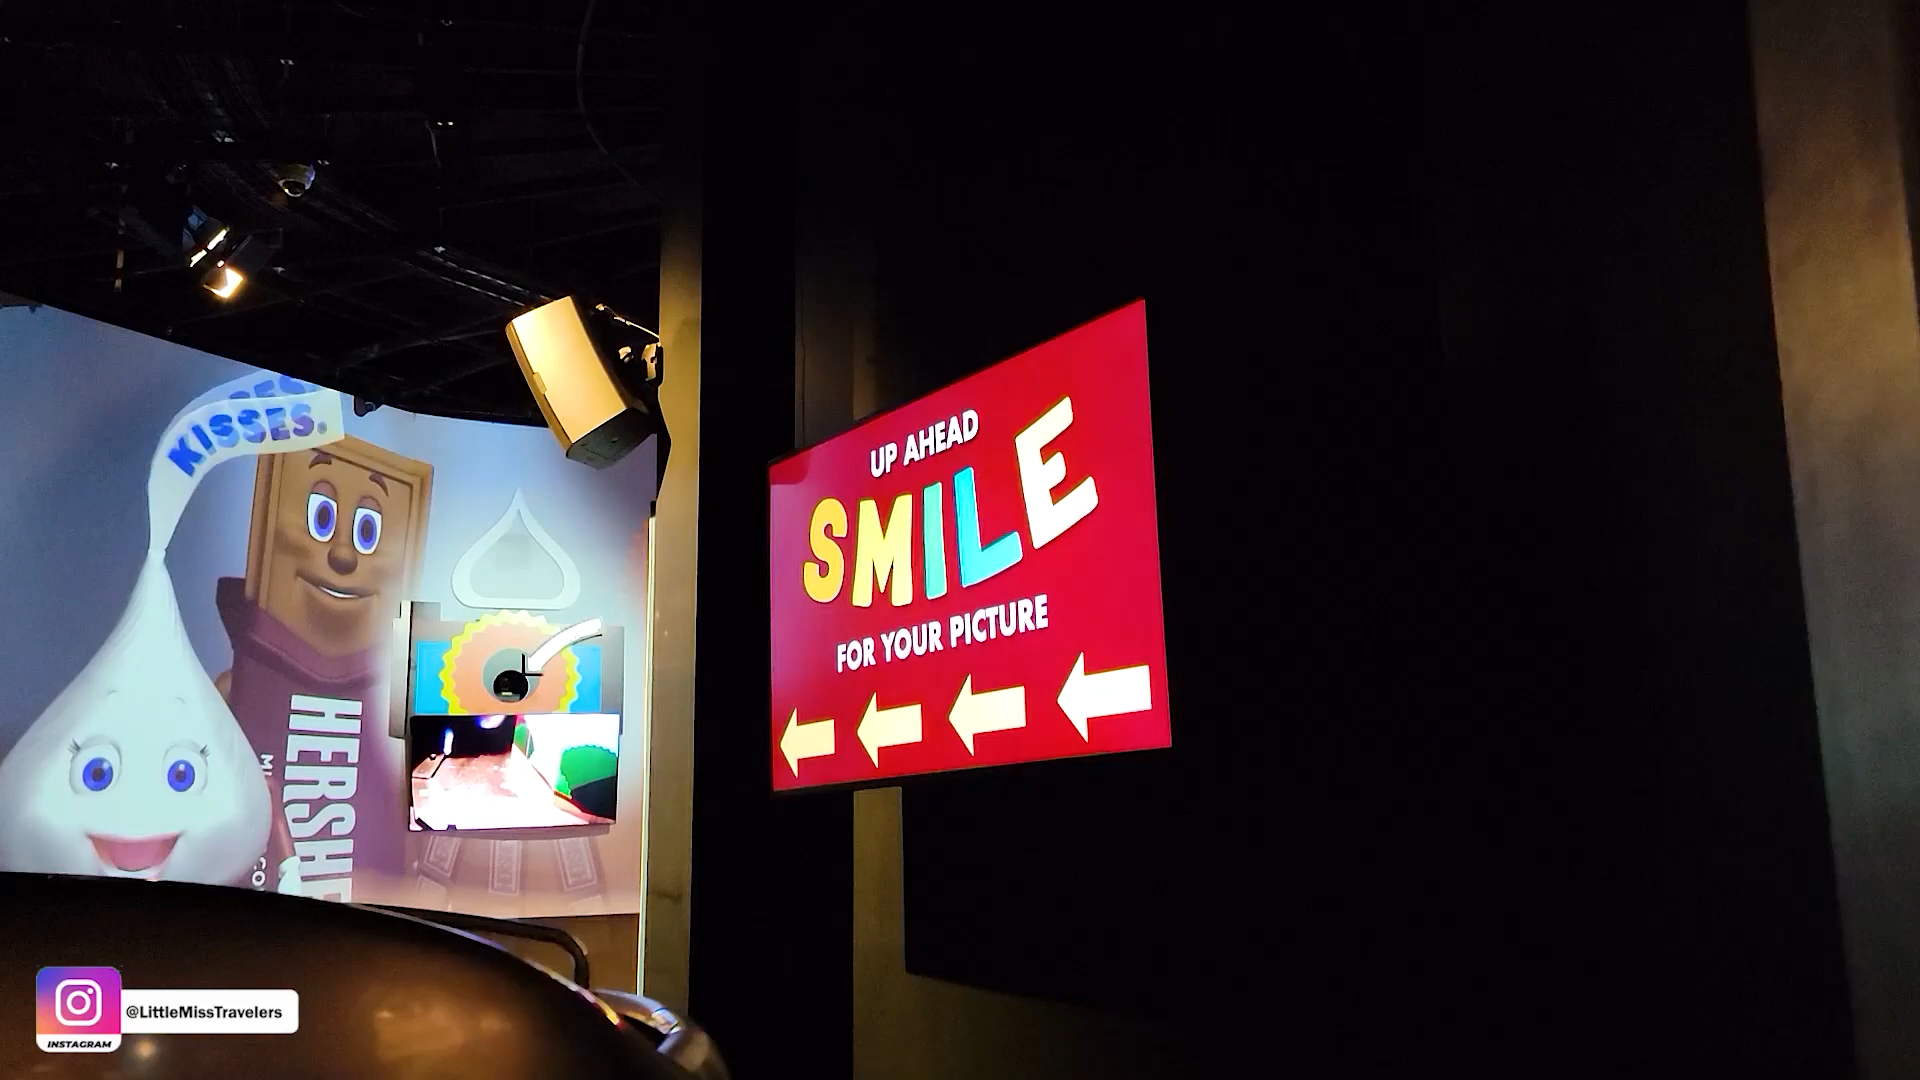 KISSES.
HERSHE
UP AHEAD
SMILE
FOR YOUR PICTURE
@LittleMissTravelers
INSTAGRAM